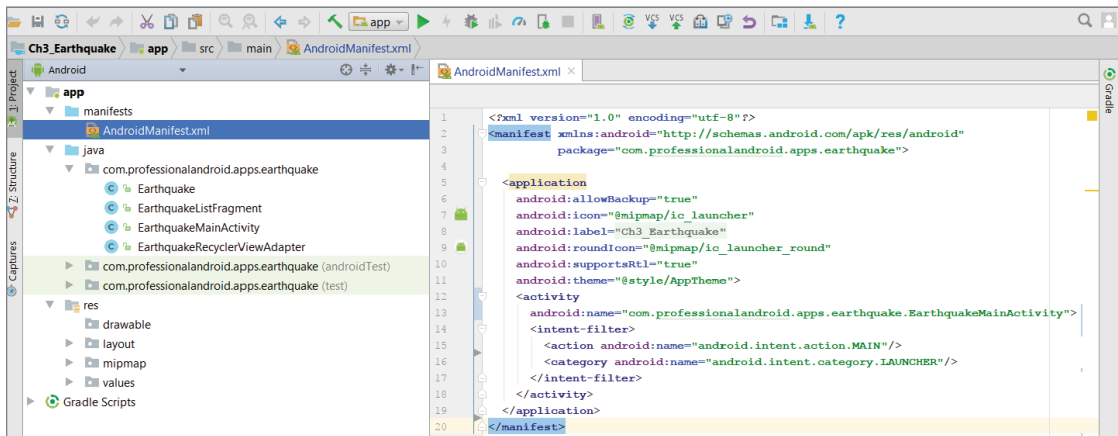 app
VCS VCS
?
Ch3_Earthquake app src main AndroidManifest.xml
1: Project
Z: Structure
Captures
Android
app
manifests
AndroidManifest.xml
java
com.professionalandroid.apps.earthquake
C Earthquake
C EarthquakeListFragment
C EarthquakeMainActivity
C EarthquakeRecyclerViewAdapter
com.professionalandroid.apps.earthquake (androidTest)
com.professionalandroid.apps.earthquake (test)
res
drawable
layout
mipmap
values
Gradle Scripts
AndroidManifest.xml ×
1 <?xml version="1.0" encoding="utf-8"?>
2 <manifest xmlns:android="http://schemas.android.com/apk/res/android"
3 package="com.professionalandroid.apps.earthquake">
4
5 <application
6 android:allowBackup="true"
7 android:icon="@mipmap/ic_launcher"
8 android:label="Ch3_Earthquake"
9 android:roundIcon="@mipmap/ic_launcher_round"
10 android:supportsRtl="true"
11 android:theme="@style/AppTheme">
12 <activity
13 android:name="com.professionalandroid.apps.earthquake.EarthquakeMainActivity">
14 <intent-filter>
15 <action android:name="android.intent.action.MAIN"/>
16 <category android:name="android.intent.category.LAUNCHER"/>
17 </intent-filter>
18 </activity>
19 </application>
20 </manifest>
Gradle